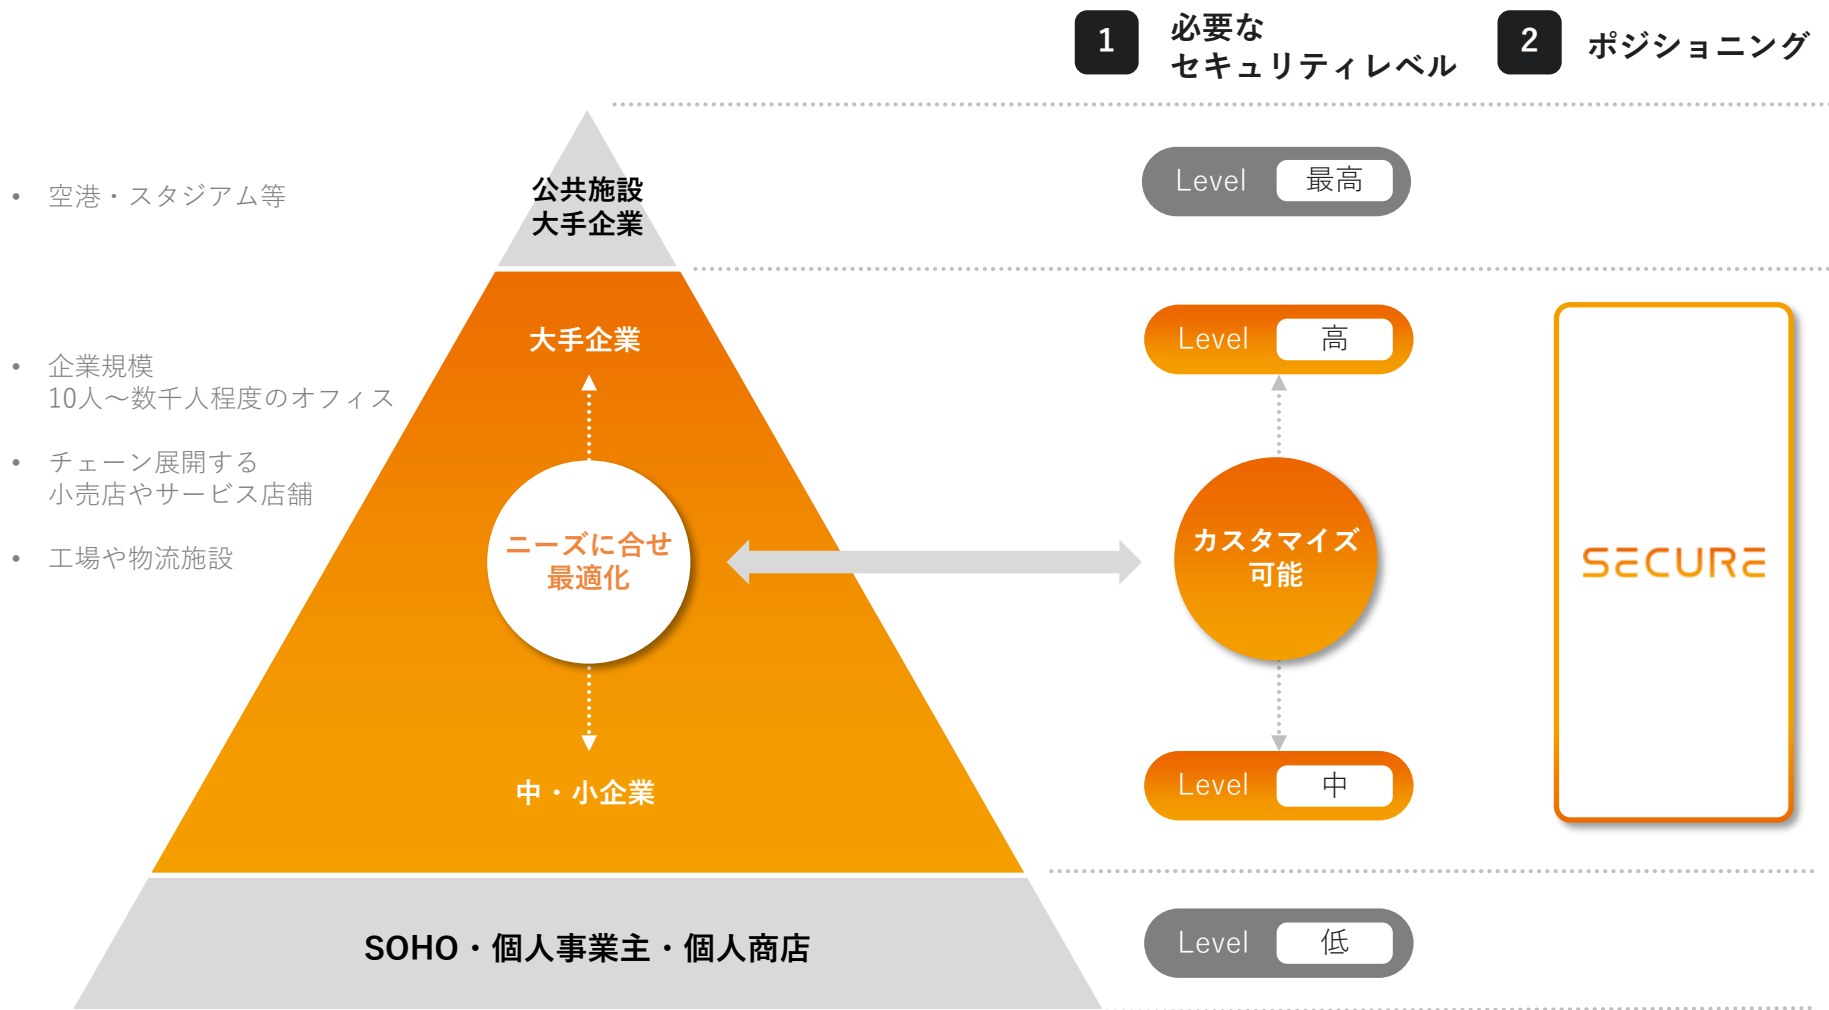 1
必要な
セキュリティレベル
2
ポジショニング
• 空港・スタジアム等
公共施設
大手企業
Level 最高
• 企業規模
10人～数千人程度のオフィス
• チェーン展開する
小売店やサービス店舗
• 工場や物流施設
大手企業
ニーズに合せ
最適化
中・小企業
Level 高
カスタマイズ
可能
Level 中
SECURE
SOHO・個人事業主・個人商店
Level 低